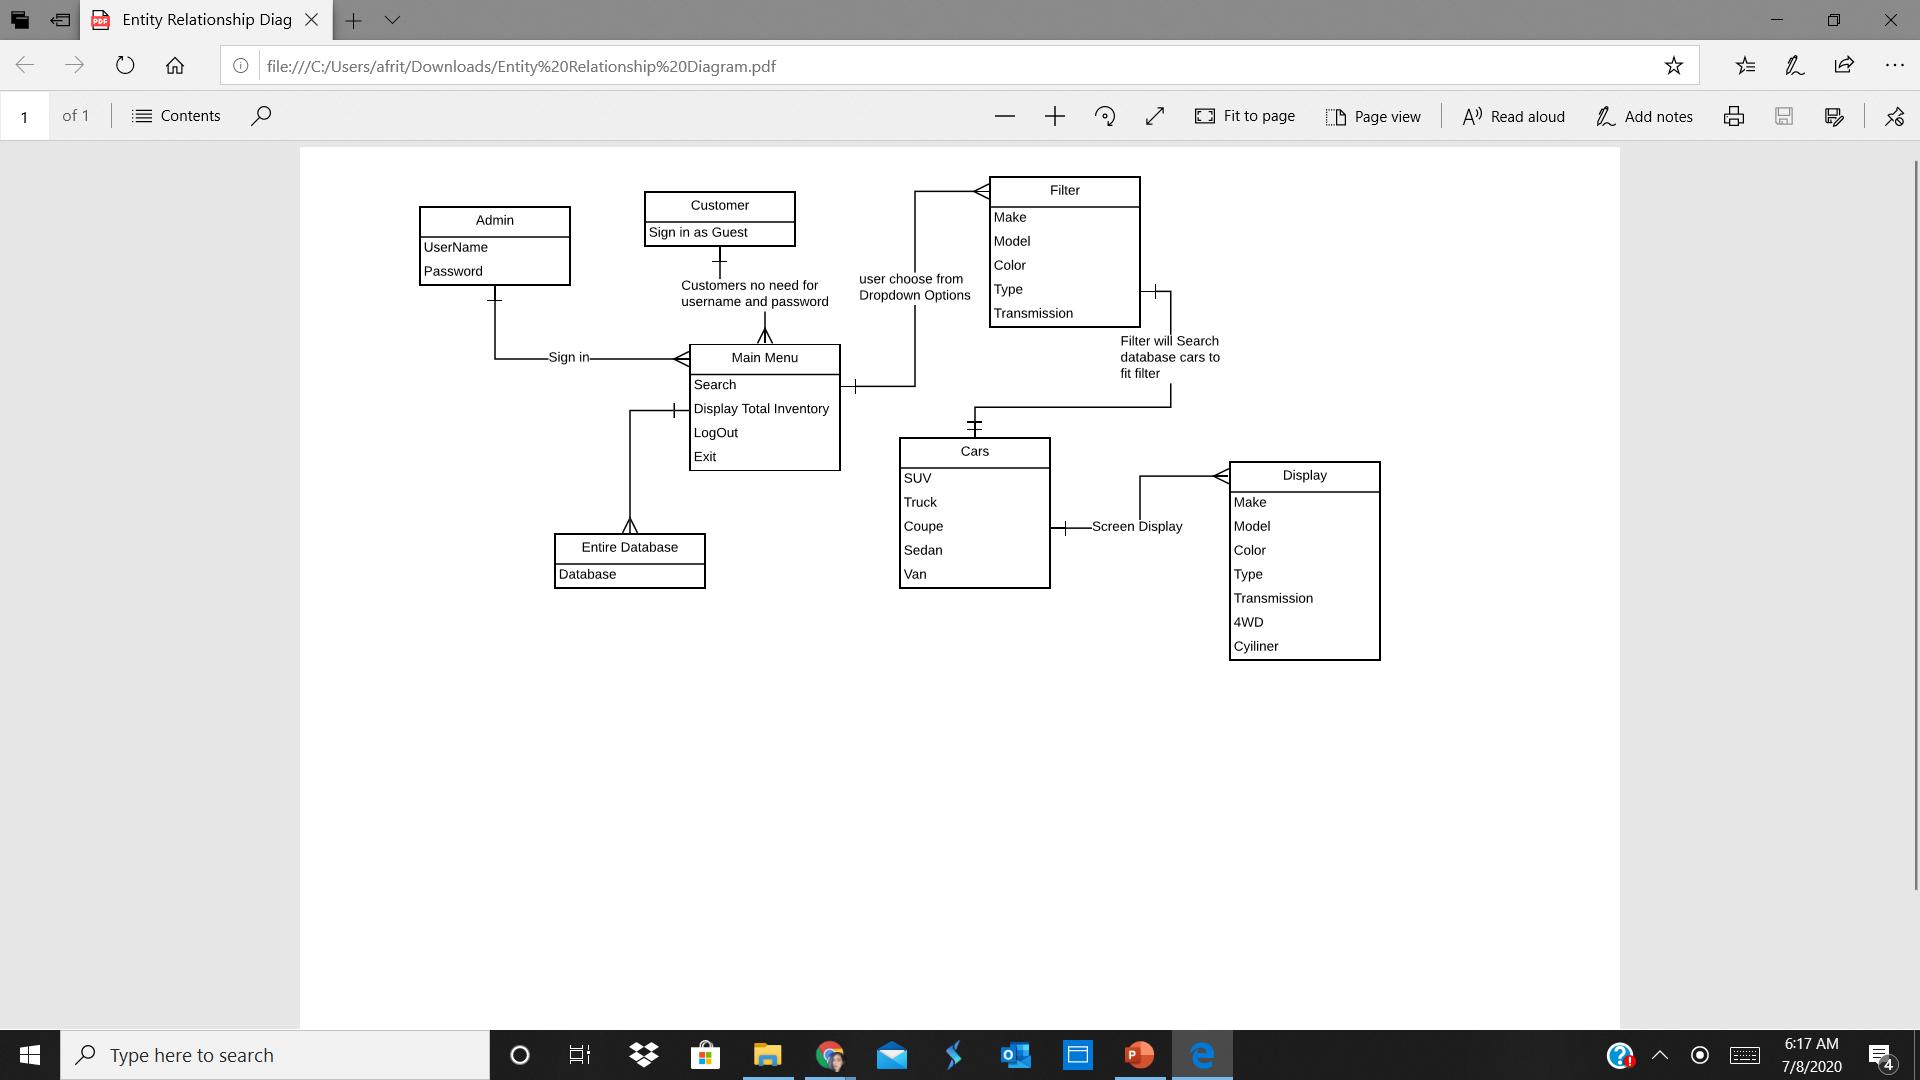 Entity Relationship Diag
file:///C:/Users/afrit/Downloads/Entity%20Relationship%20Diagram.pdf
1 of 1 Contents Fit to page Page view Read aloud Add notes
Admin
UserName
Password
Customer
Sign in as Guest
Customers no need for
username and password
Sign in
Main Menu
Search
Display Total Inventory
LogOut
Exit
Entire Database
Database
user choose from
Dropdown Options
Filter
Make
Model
Color
Type
Transmission
Filter will Search
database cars to
fit filter
Cars
SUV
Truck
Coupe
Sedan
Van
Screen Display
Display
Make
Model
Color
Type
Transmission
4WD
Cyiliner
Type here to search
6:17 AM
7/8/2020
4